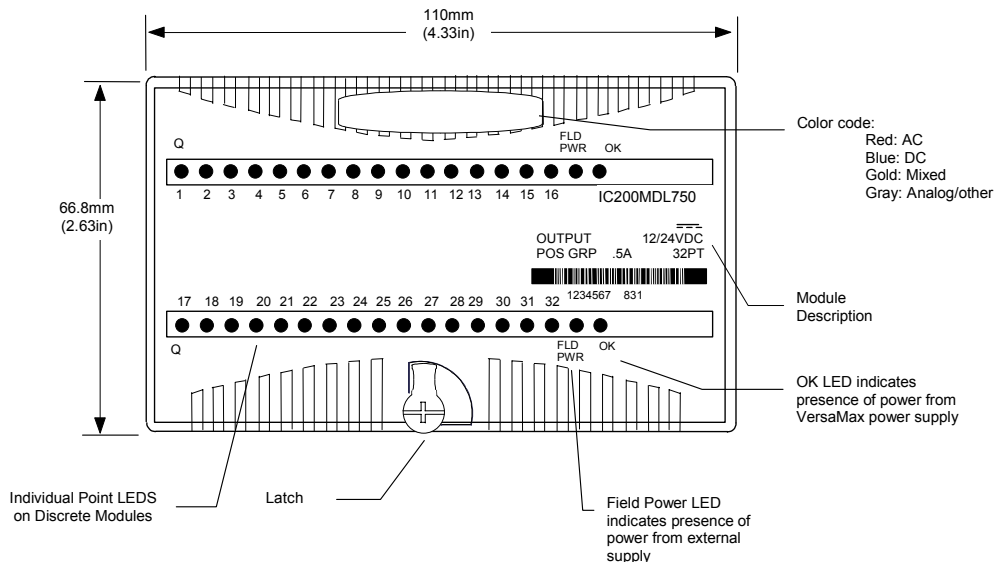 110mm
(4.33in)
Color code:
Red: AC
Blue: DC
Gold: Mixed
Gray: Analog/other
Q
FLD
PWR
OK
1 2 3 4 5 6 7 8 9 10 11 12 13 14 15 16
IC200MDL750
66.8mm
(2.63in)
OUTPUT 12/24VDC
POS GRP .5A 32PT
1234567 831
Module
Description
17 18 19 20 21 22 23 24 25 26 27 28 29 30 31 32
Q
FLD
PWR
OK
OK LED indicates
presence of power from
VersaMax power supply
Individual Point LEDS
on Discrete Modules
Latch
Field Power LED
indicates presence of
power from external
supply